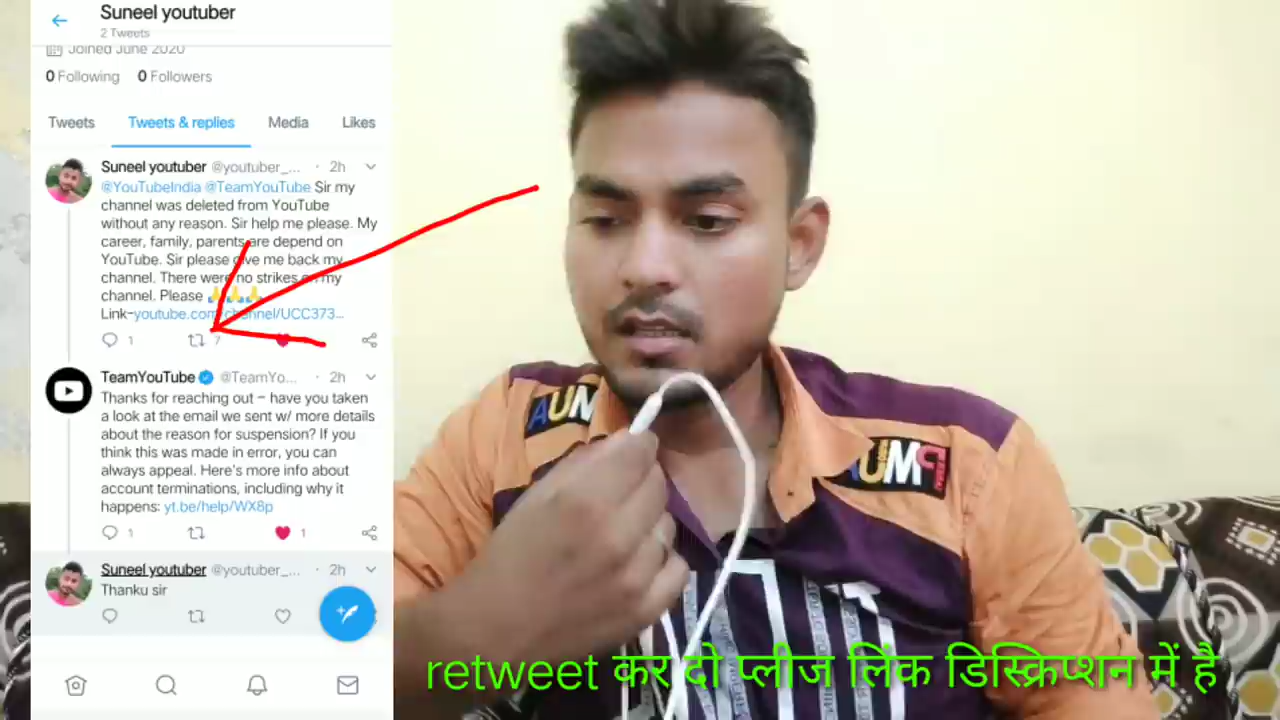 Suneel youtuber
2 Tweets
Joined June 2020
0 Following 0 Followers
Tweets Tweets & replies Media Likes
Suneel youtuber @youtuber_... · 2h
@YouTubeIndia @TeamYouTube Sir my
channel was deleted from YouTube
without any reason. Sir help me please. My
career, family, parents are depend on
YouTube. Sir please give me back my
channel. There were no strikes on my
channel. Please 🙏🙏🙏
Link-youtube.com/channel/UCC373...
1 7
TeamYouTube @TeamYo... · 2h
Thanks for reaching out – have you taken
a look at the email we sent w/ more details
about the reason for suspension? If you
think this was made in error, you can
always appeal. Here's more info about
account terminations, including why it
happens: yt.be/help/WX8p
1 1
Suneel youtuber @youtuber_... · 2h
Thanku sir
AUM
AUMP
retweet कर दो प्लीज लिंक डिस्क्रिप्शन में है